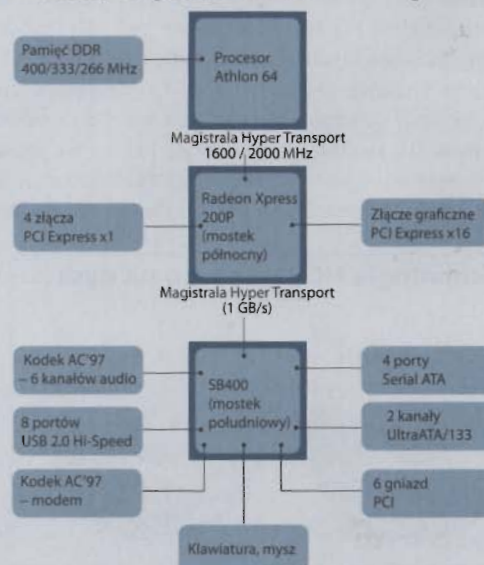 Pamięć DDR
400/333/266 MHz
Procesor
Athlon 64
Magistrala Hyper Transport
1600 / 2000 MHz
4 złącza
PCI Express x1
Radeon Xpress
200P
(mostek
północny)
Złącze graficzne
PCI Express x16
Magistrala Hyper Transport
(1 GB/s)
Kodek AC'97
– 6 kanałów audio
SB400
(mostek
południowy)
4 porty
Serial ATA
8 portów
USB 2.0 Hi-Speed
2 kanały
UltraATA/133
Kodek AC'97
– modem
6 gniazd
PCI
Klawiatura, mysz